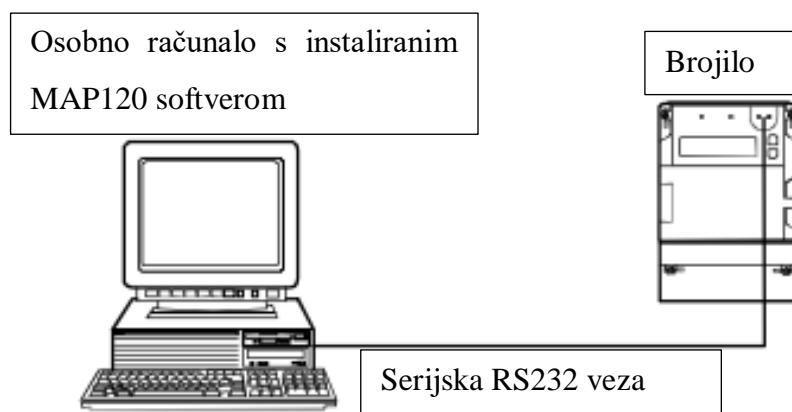 Osobno računalo s instaliranim
MAP120 softverom
Brojilo
Serijska RS232 veza